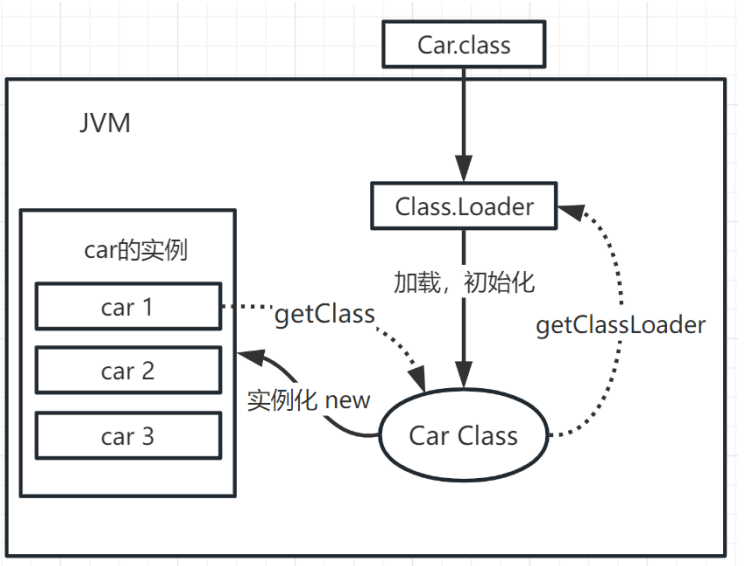 Car.class
JVM
Class.Loader
car的实例
加载，初始化
car 1
getClass
getClassLoader
car 2
实例化 new
car 3
Car Class